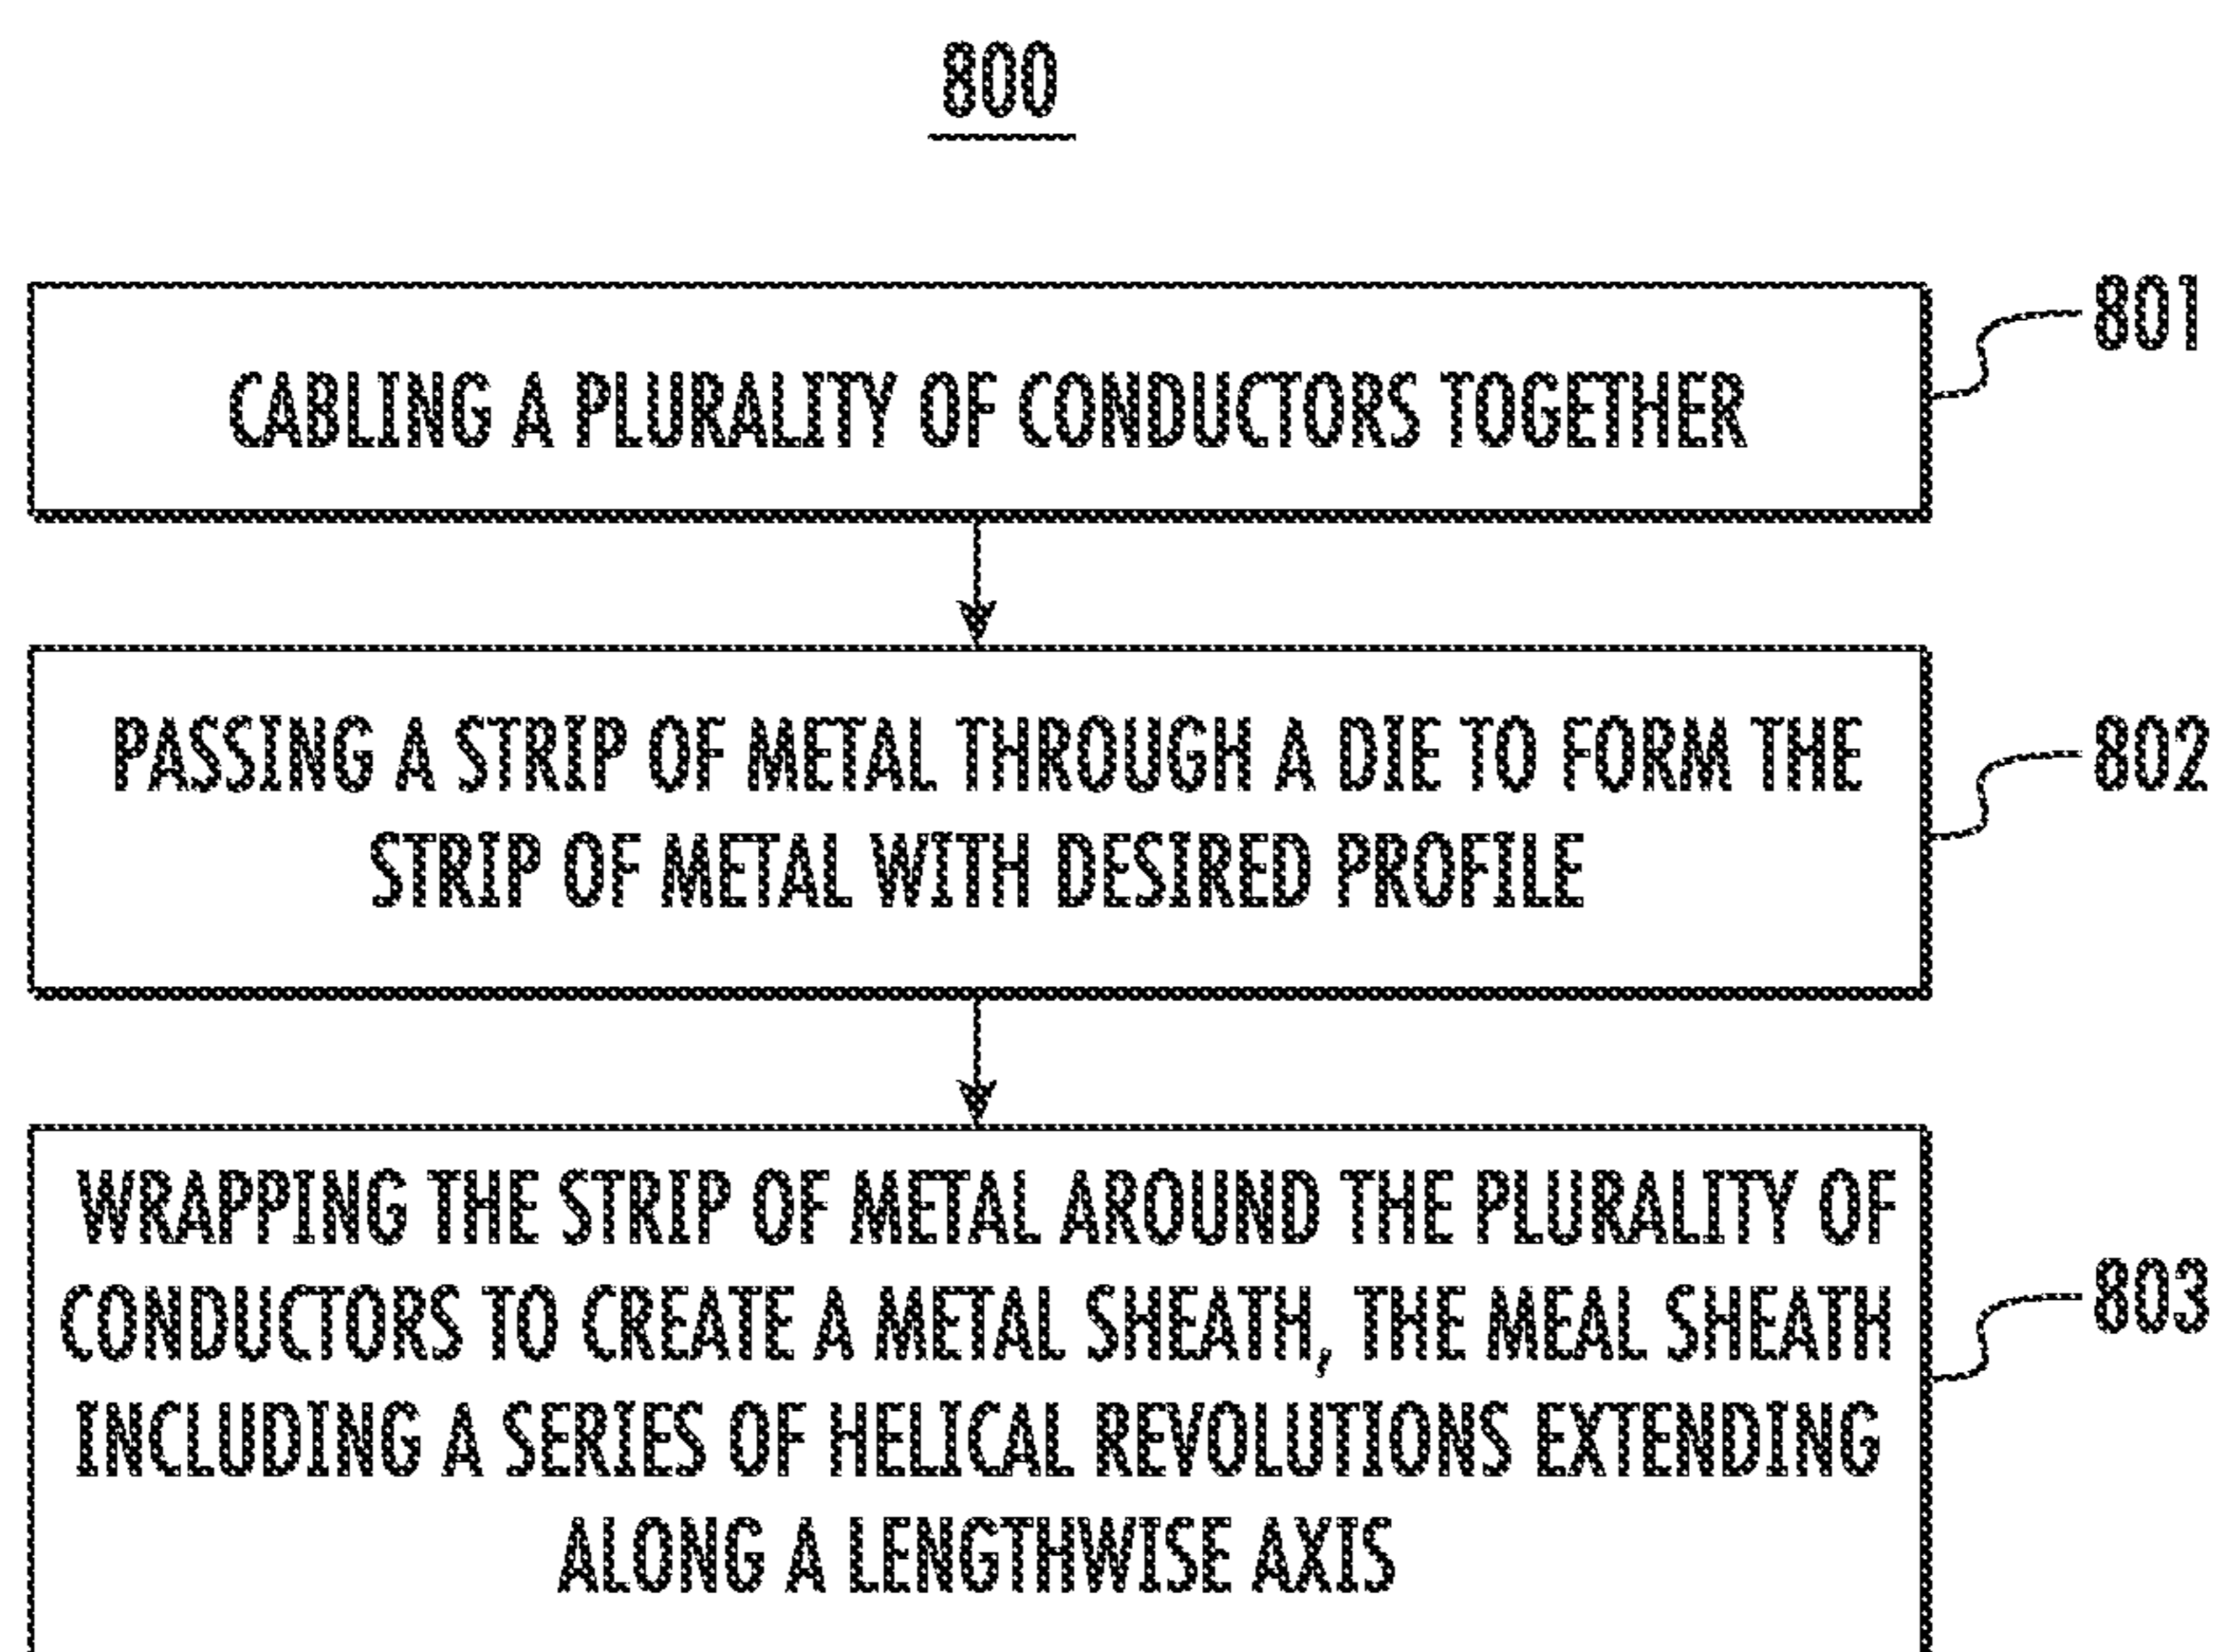 800
801
CABLING A PLURALITY OF CONDUCTORS TOGETHER
PASSING A STRIP OF METAL THROUGH A DIE TO FORM THE
802
STRIP OF METAL WITH DESIRED PROFILE
WRAPPING THE STRIP OF METAL AROUND THE PLURALITY OF
CONDUCTORS TO CREATE A METAL SHEATH, THE MEAL SHEATH
803
INCLUDING A SERIES OF HELICAL REVOLUTIONS EXTENDING
ALONG A LENGTHWISE AXIS